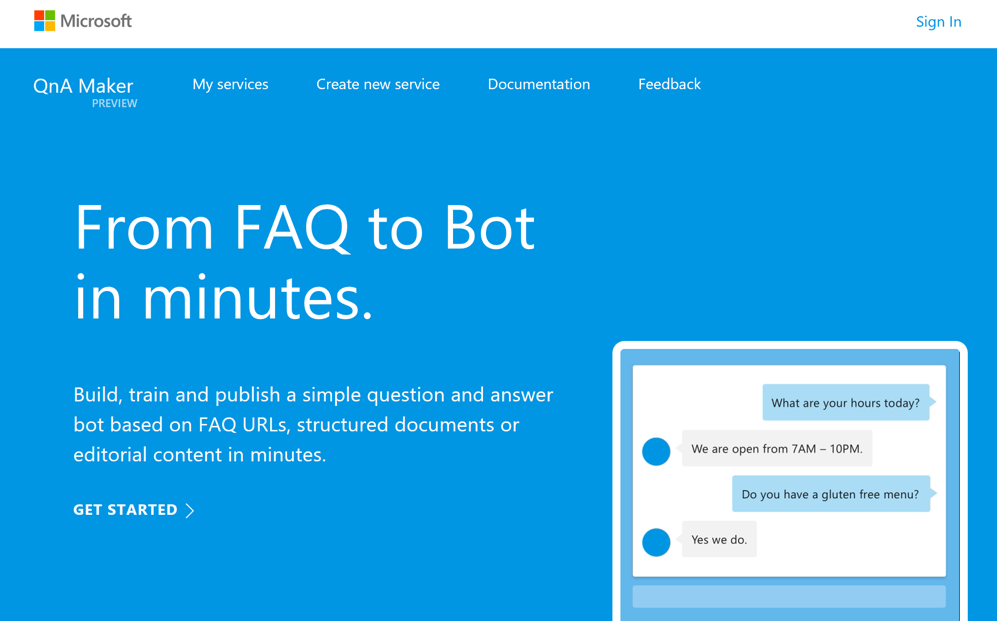 Microsoft
Sign In
QnA Maker
PREVIEW
My services
Create new service
Documentation
Feedback
From FAQ to Bot
in minutes.
Build, train and publish a simple question and answer
bot based on FAQ URLs, structured documents or
editorial content in minutes.
GET STARTED
What are your hours today?
We are open from 7AM – 10PM.
Do you have a gluten free menu?
Yes we do.